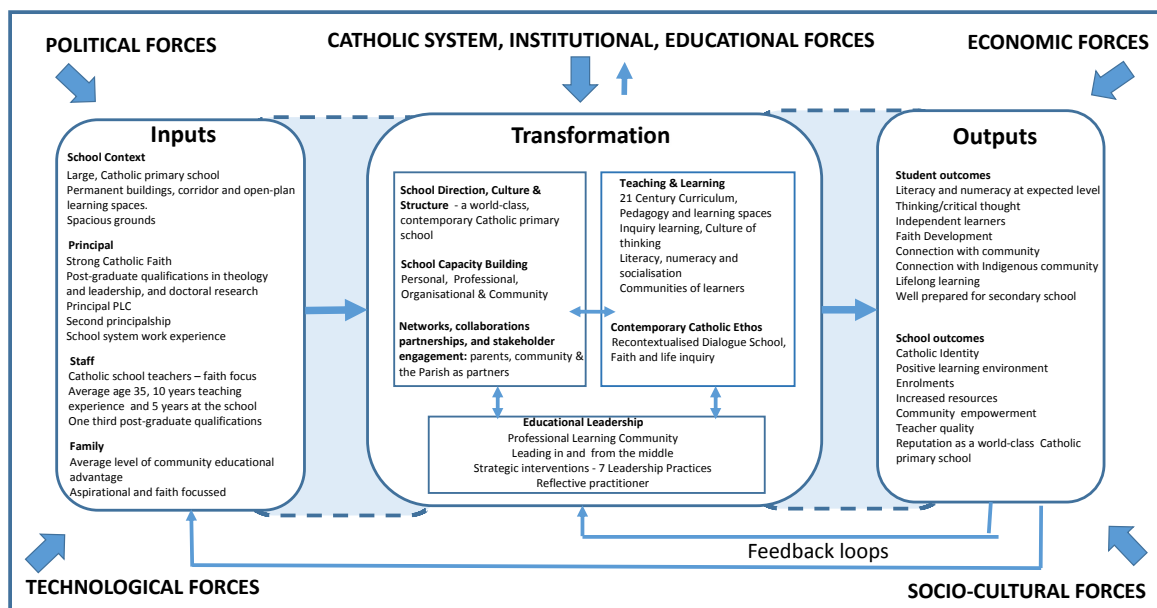 POLITICAL FORCES
CATHOLIC SYSTEM, INSTITUTIONAL, EDUCATIONAL FORCES
ECONOMIC FORCES
Inputs
School Context
Large, Catholic primary school
Permanent buildings, corridor and open-plan
learning spaces.
Spacious grounds
Principal
Strong Catholic Faith
Post-graduate qualifications in theology
and leadership, and doctoral research
Principal PLC
Second principalship
School system work experience
Staff
Catholic school teachers – faith focus
Average age 35, 10 years teaching
experience and 5 years at the school
One third post-graduate qualifications
Family
Average level of community educational
advantage
Aspirational and faith focussed
Transformation
School Direction, Culture &
Structure - a world-class,
contemporary Catholic primary
school
School Capacity Building
Personal, Professional,
Organisational & Community
Networks, collaborations
partnerships, and stakeholder
engagement: parents, community &
the Parish as partners
Teaching & Learning
21 Century Curriculum,
Pedagogy and learning spaces
Inquiry learning, Culture of
thinking
Literacy, numeracy and
socialisation
Communities of learners
Contemporary Catholic Ethos
Recontextualised Dialogue School,
Faith and life inquiry
Educational Leadership
Professional Learning Community
Leading in and from the middle
Strategic interventions - 7 Leadership Practices
Reflective practitioner
Outputs
Student outcomes
Literacy and numeracy at expected level
Thinking/critical thought
Independent learners
Faith Development
Connection with community
Connection with Indigenous community
Lifelong learning
Well prepared for secondary school
School outcomes
Catholic Identity
Positive learning environment
Enrolments
Increased resources
Community empowerment
Teacher quality
Reputation as a world-class Catholic
primary school
Feedback loops
TECHNOLOGICAL FORCES
SOCIO-CULTURAL FORCES